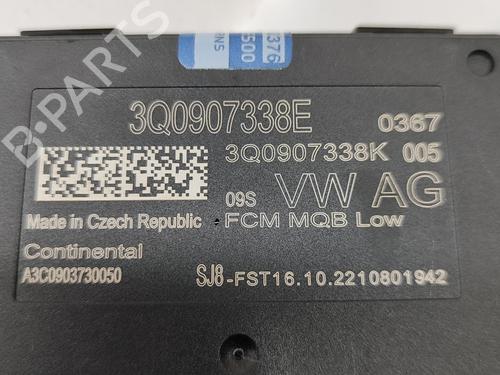 B-PARTS
376
500
SNS
3Q0907338E 0367
3Q0907338K 005
09S VW AG
Made in Czech Republic FCM MQB Low
Continental
A3C0903730050 SJ8-FST16.10.2210801942